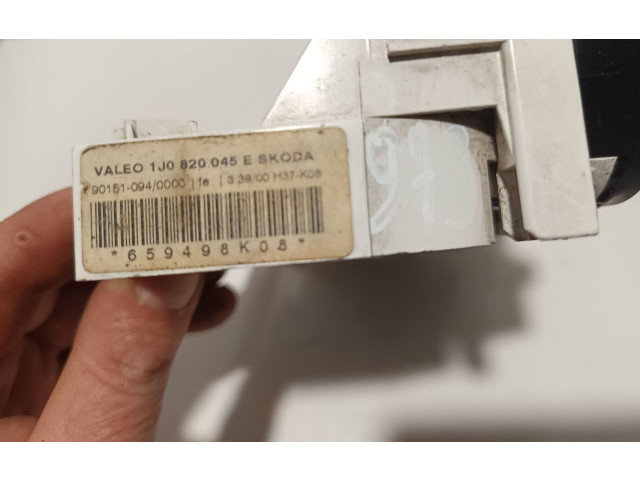 VALEO 1J0 820 045 E SKODA
90151-094/0000 | fe | 3 39/00 H37-K08
*659498K08*